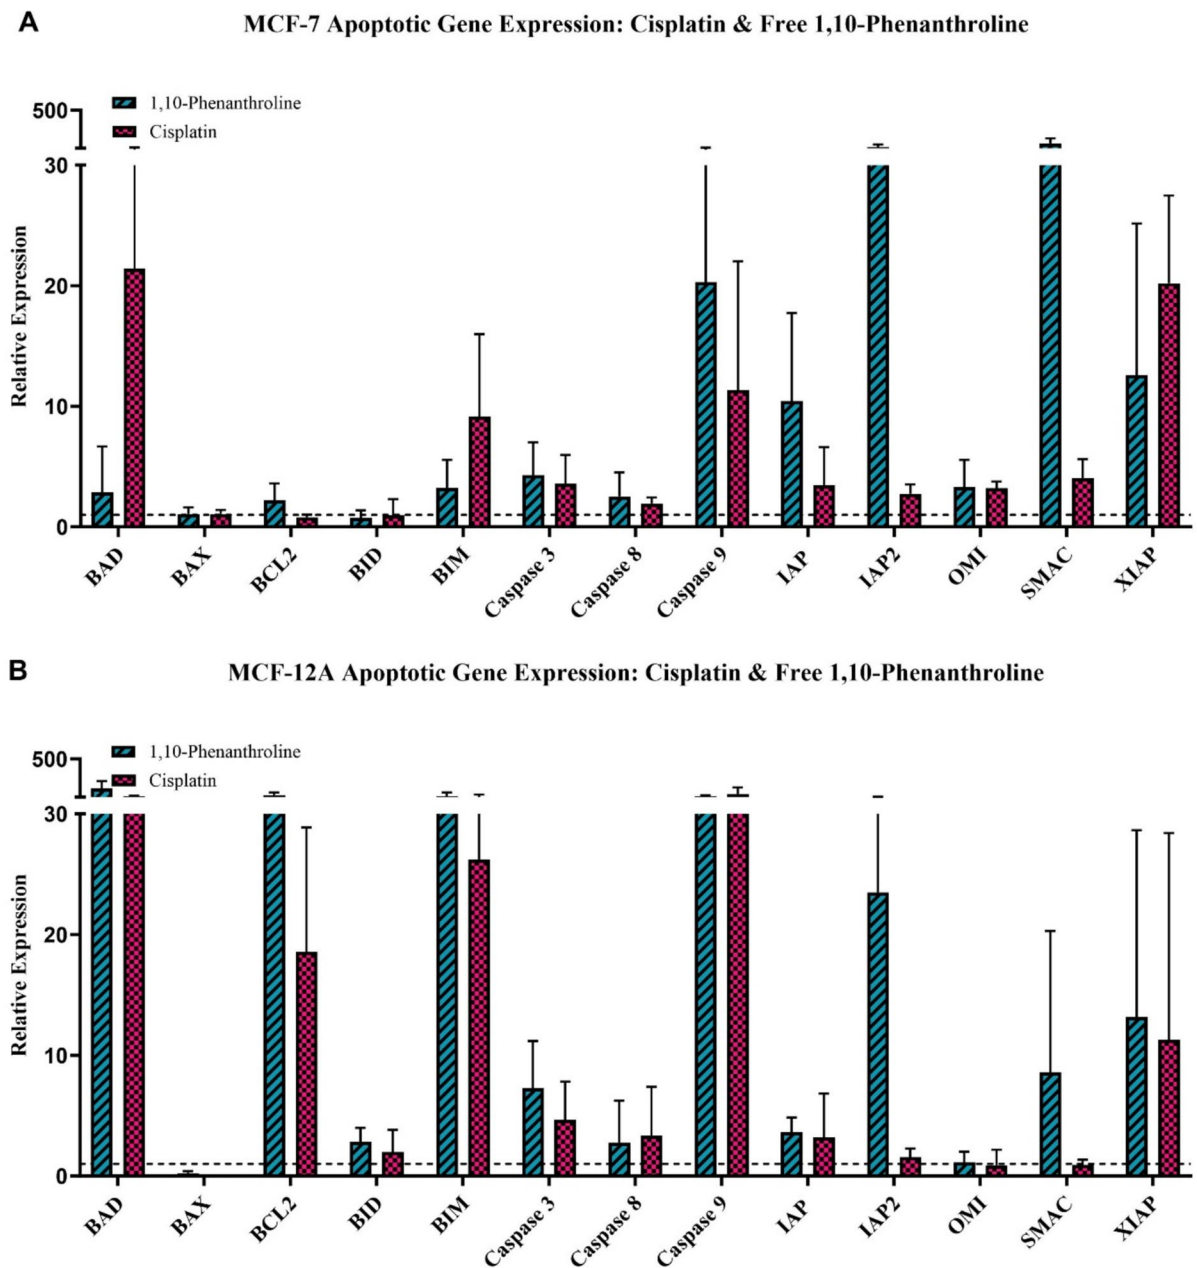 A
MCF-7 Apoptotic Gene Expression: Cisplatin & Free 1,10-Phenanthroline
1,10-Phenanthroline
Cisplatin
Relative Expression
500
30
20
10
0
BAD
BAX
BCL2
BID
BIM
Caspase 3
Caspase 8
Caspase 9
IAP
IAP2
OMI
SMAC
XIAP
B
MCF-12A Apoptotic Gene Expression: Cisplatin & Free 1,10-Phenanthroline
1,10-Phenanthroline
Cisplatin
Relative Expression
500
30
20
10
0
BAD
BAX
BCL2
BID
BIM
Caspase 3
Caspase 8
Caspase 9
IAP
IAP2
OMI
SMAC
XIAP